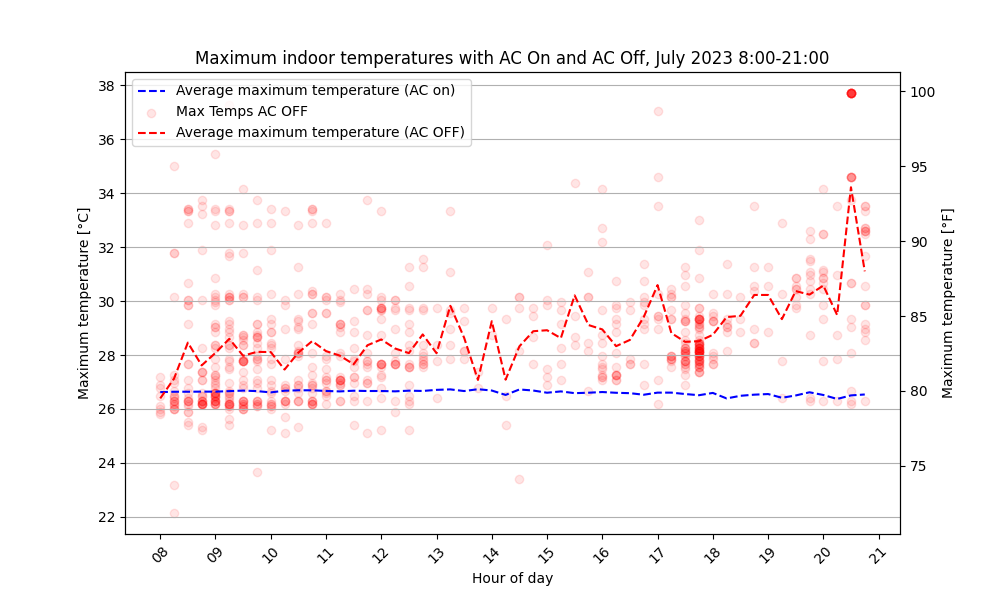 Maximum indoor temperatures with AC On and AC Off, July 2023 8:00-21:00
Average maximum temperature (AC on)
Max Temps AC OFF
Average maximum temperature (AC OFF)
Maximum temperature [°C]
38
36
34
32
30
28
26
24
22
100
95
90
85
80
75
Maximum temperature [°F]
08 09 10 11 12 13 14 15 16 17 18 19 20 21
Hour of day